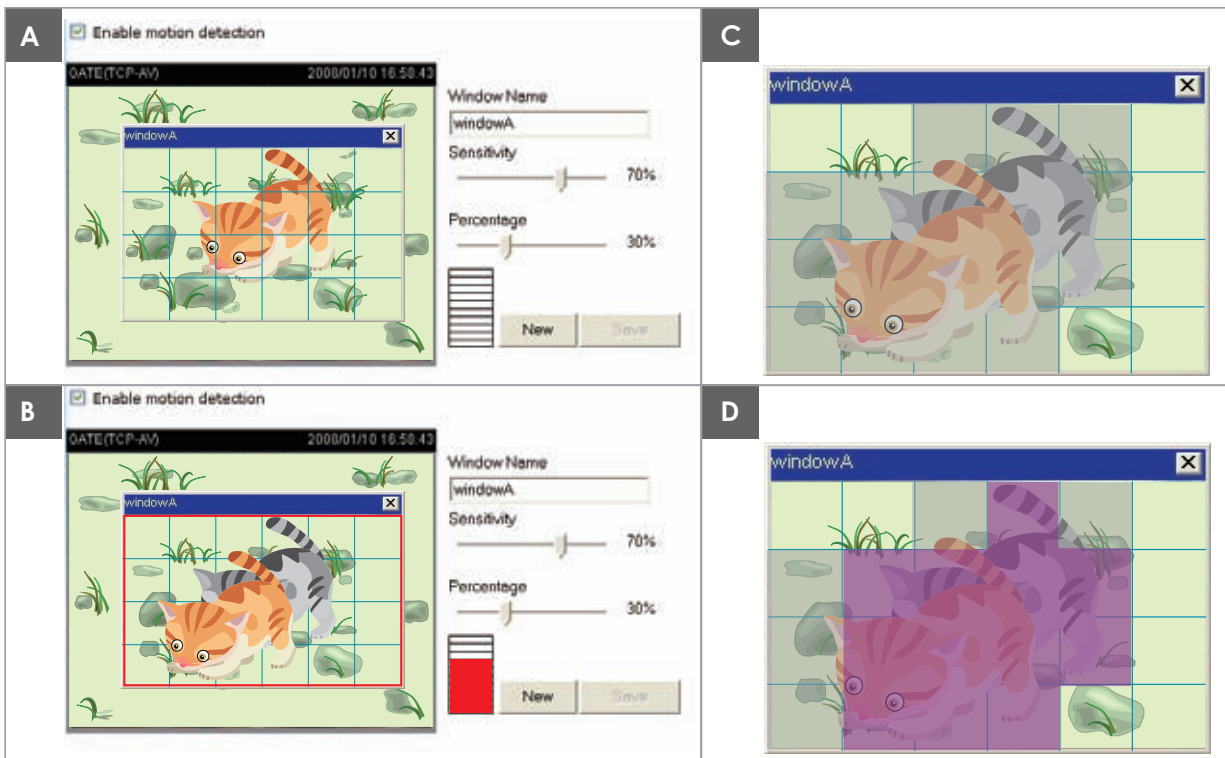 A
Enable motion detection
0ATE(TCP-AV) 2008/01/10 16:58:43
windowA
Window Name
windowA
Sensitivity
70%
Percentage
30%
New Save
B
Enable motion detection
0ATE(TCP-AV) 2008/01/10 16:58:43
windowA
Window Name
windowA
Sensitivity
70%
Percentage
30%
New Save
C
windowA
D
windowA